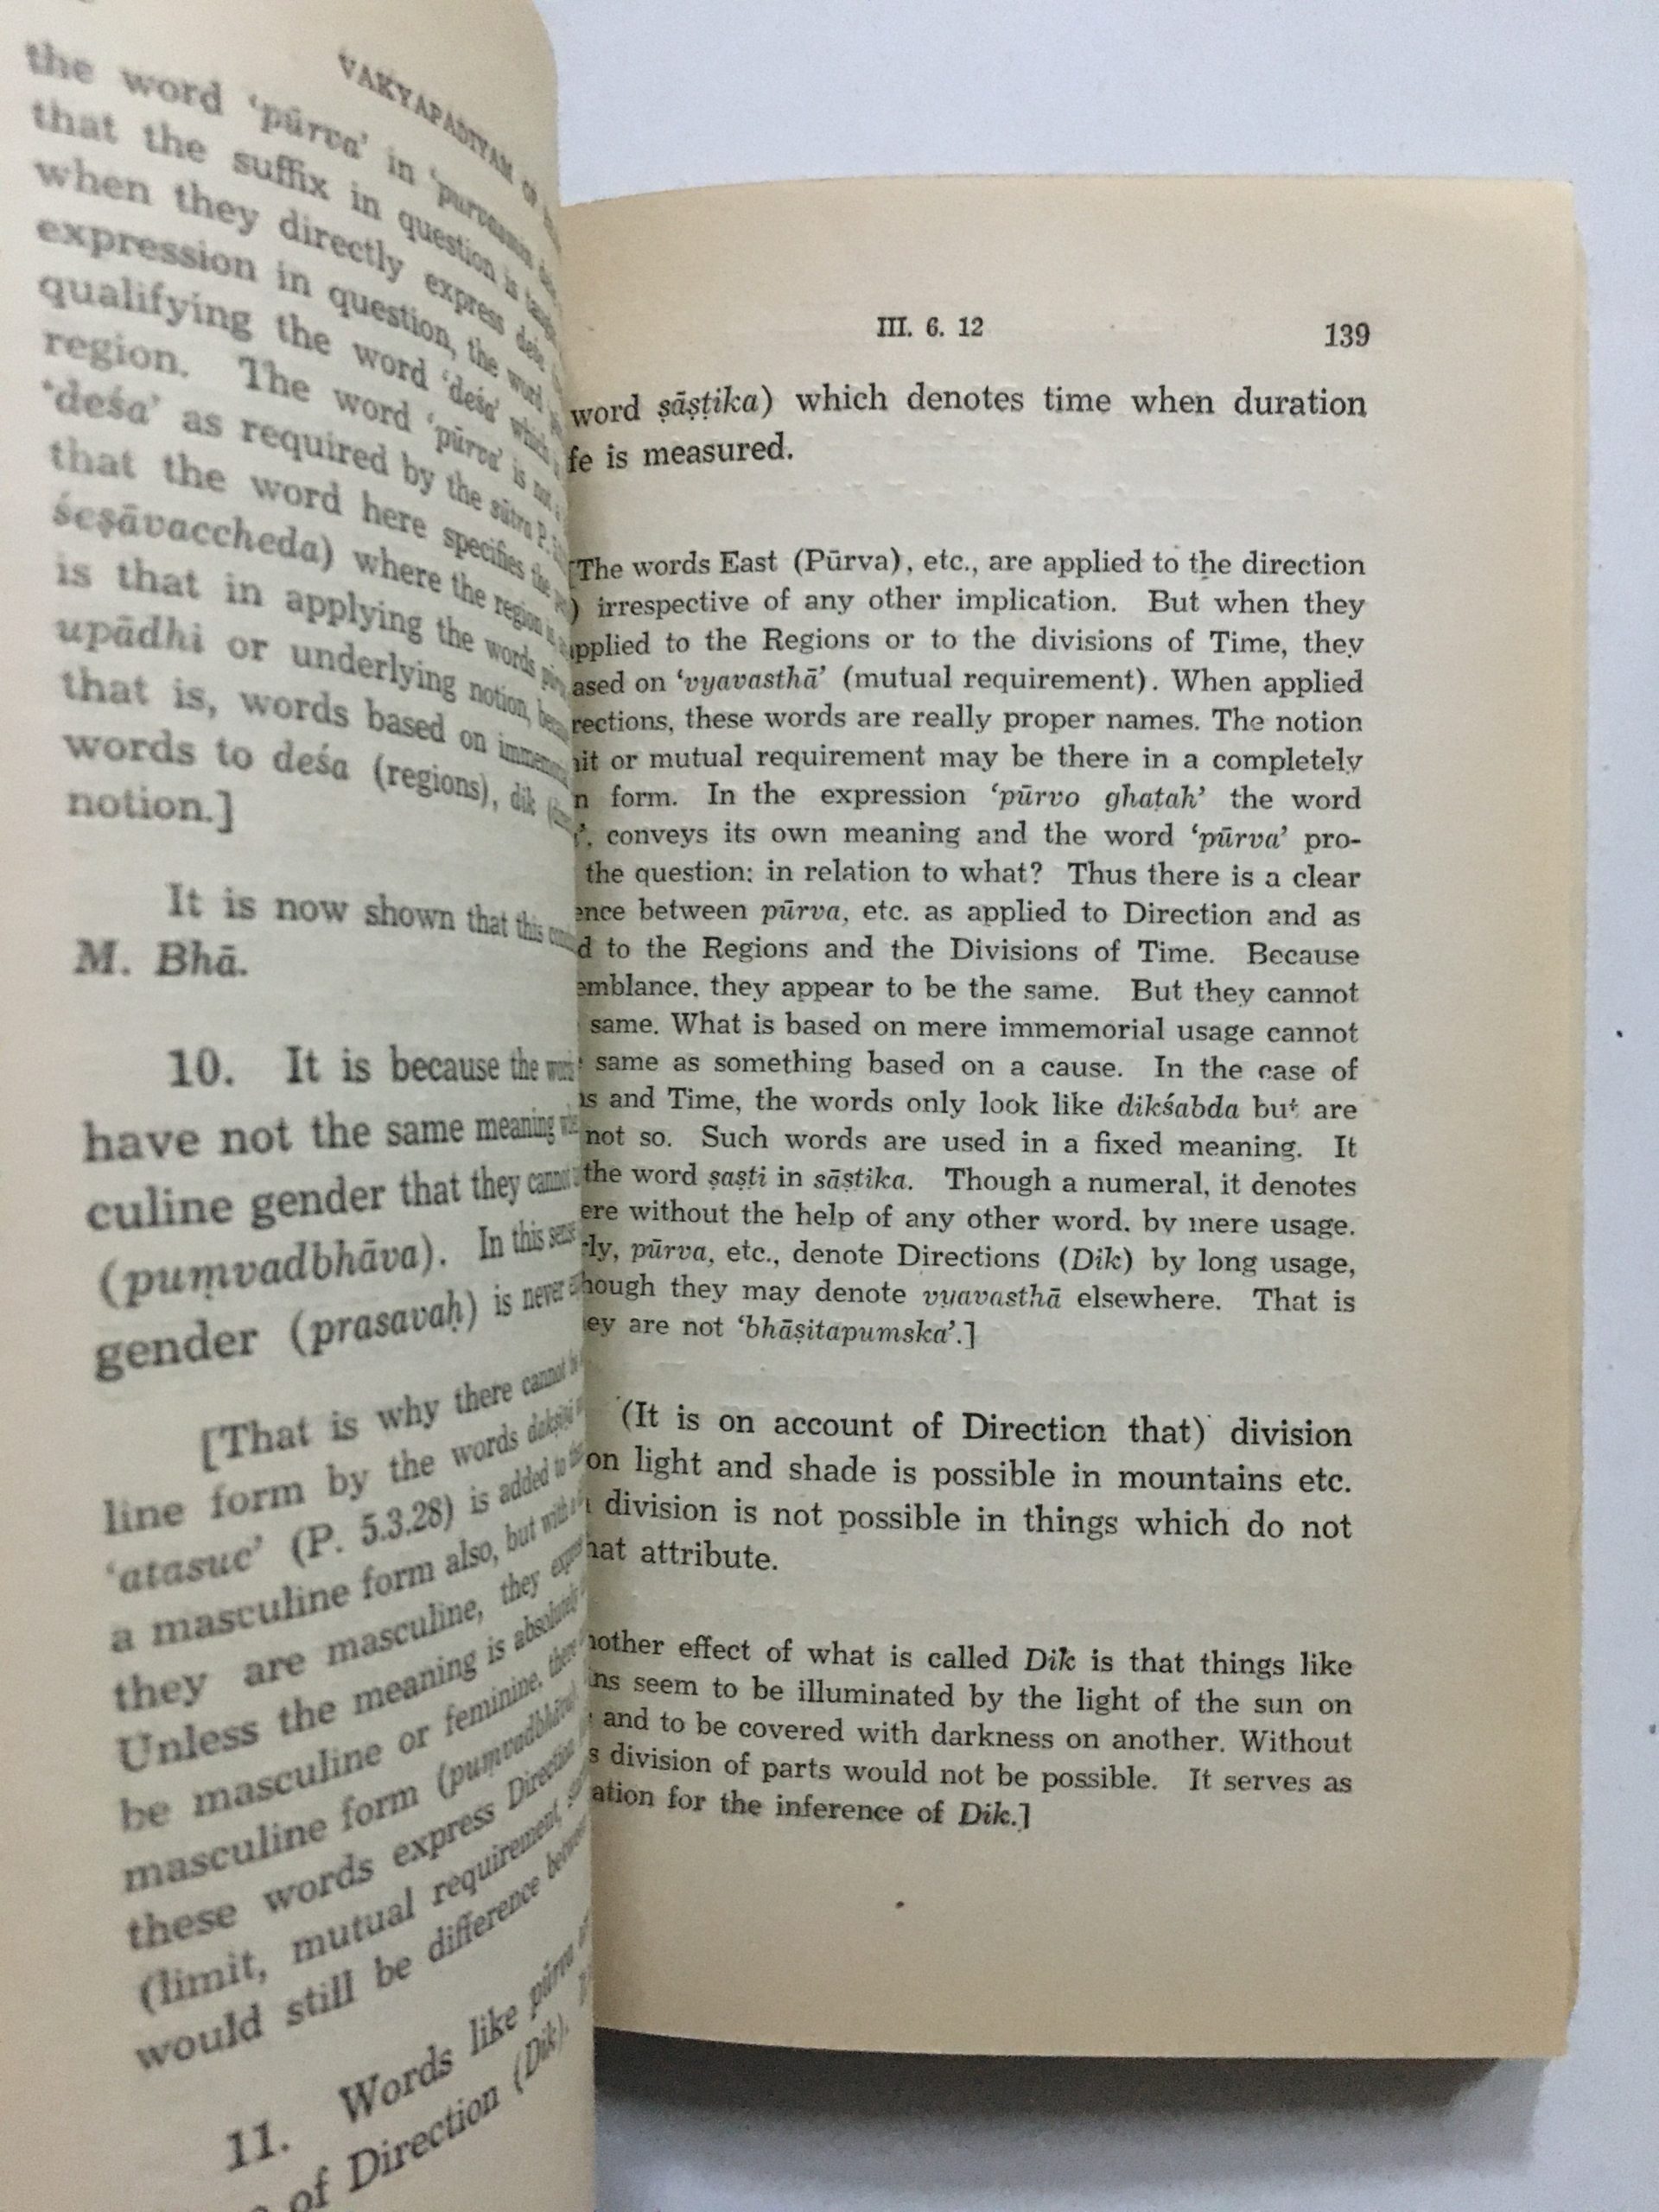 VAKYAPADIYAM OF
the word ‘pūrva’ in
that the suffix in question is
when they directly express
expression in question, the word
qualifying the word ‘deśa’ which
region. The word ‘pūrva’ is not a
‘deśa’ as required by the sūtra P.
that the word here specifies the
śeṣāvaccheda) where the region is
is that in applying the words
upādhi or underlying notion,
that is, words based on
words to deśa (regions), dik
notion.]
It is now shown that this
M. Bhā.
10. It is because the
have not the same meaning
culine gender that they cannot
(puṃvadbhāva). In this sense
gender (prasavaḥ) is never
[That is why there cannot be
line form by the words
‘atasuc’ (P. 5.3.28) is added to
a masculine form also, but with
they are masculine, they
Unless the meaning is absolutely
be masculine or feminine, there
masculine form (puṃvadbhāva)
these words express Direction
(limit, mutual requirement,
would still be difference between
11. Words like pūrva
of Direction (Dik).
III. 6. 12 139
word ṣāṣṭika) which denotes time when duration
fe is measured.
[The words East (Pūrva), etc., are applied to the direction
) irrespective of any other implication. But when they
applied to the Regions or to the divisions of Time, they
ased on ‘vyavasthā’ (mutual requirement). When applied
rections, these words are really proper names. The notion
it or mutual requirement may be there in a completely
n form. In the expression ‘pūrvo ghaṭah’ the word
’, conveys its own meaning and the word ‘pūrva’ pro-
the question: in relation to what? Thus there is a clear
ence between pūrva, etc. as applied to Direction and as
d to the Regions and the Divisions of Time. Because
emblance, they appear to be the same. But they cannot
same. What is based on mere immemorial usage cannot
same as something based on a cause. In the case of
s and Time, the words only look like dikśabda but are
not so. Such words are used in a fixed meaning. It
the word ṣaṣṭi in sāṣṭika. Though a numeral, it denotes
ere without the help of any other word, by mere usage.
rly, pūrva, etc., denote Directions (Dik) by long usage,
hough they may denote vyavasthā elsewhere. That is
ey are not ‘bhāṣitapumska’.]
(It is on account of Direction that) division
on light and shade is possible in mountains etc.
division is not possible in things which do not
hat attribute.
nother effect of what is called Dik is that things like
ins seem to be illuminated by the light of the sun on
and to be covered with darkness on another. Without
s division of parts would not be possible. It serves as
ation for the inference of Dik.]